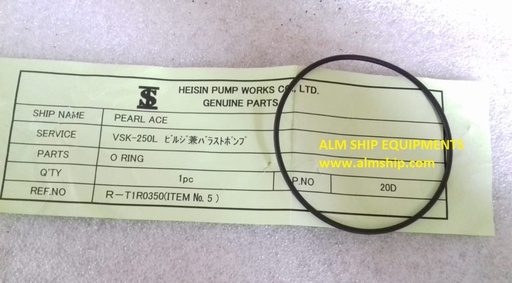 HEISIN PUMP WORKS CO., LTD.
GENUINE PARTS
SHIP NAME PEARL ACE
SERVICE VSK-250L ビルジ兼バラストポンプ
ALM SHIP EQUIPMENTS
PARTS O RING
www.almship.com
Q'TY 1pc P.NO 20D
REF.NO R-T1R0350(ITEM No. 5)